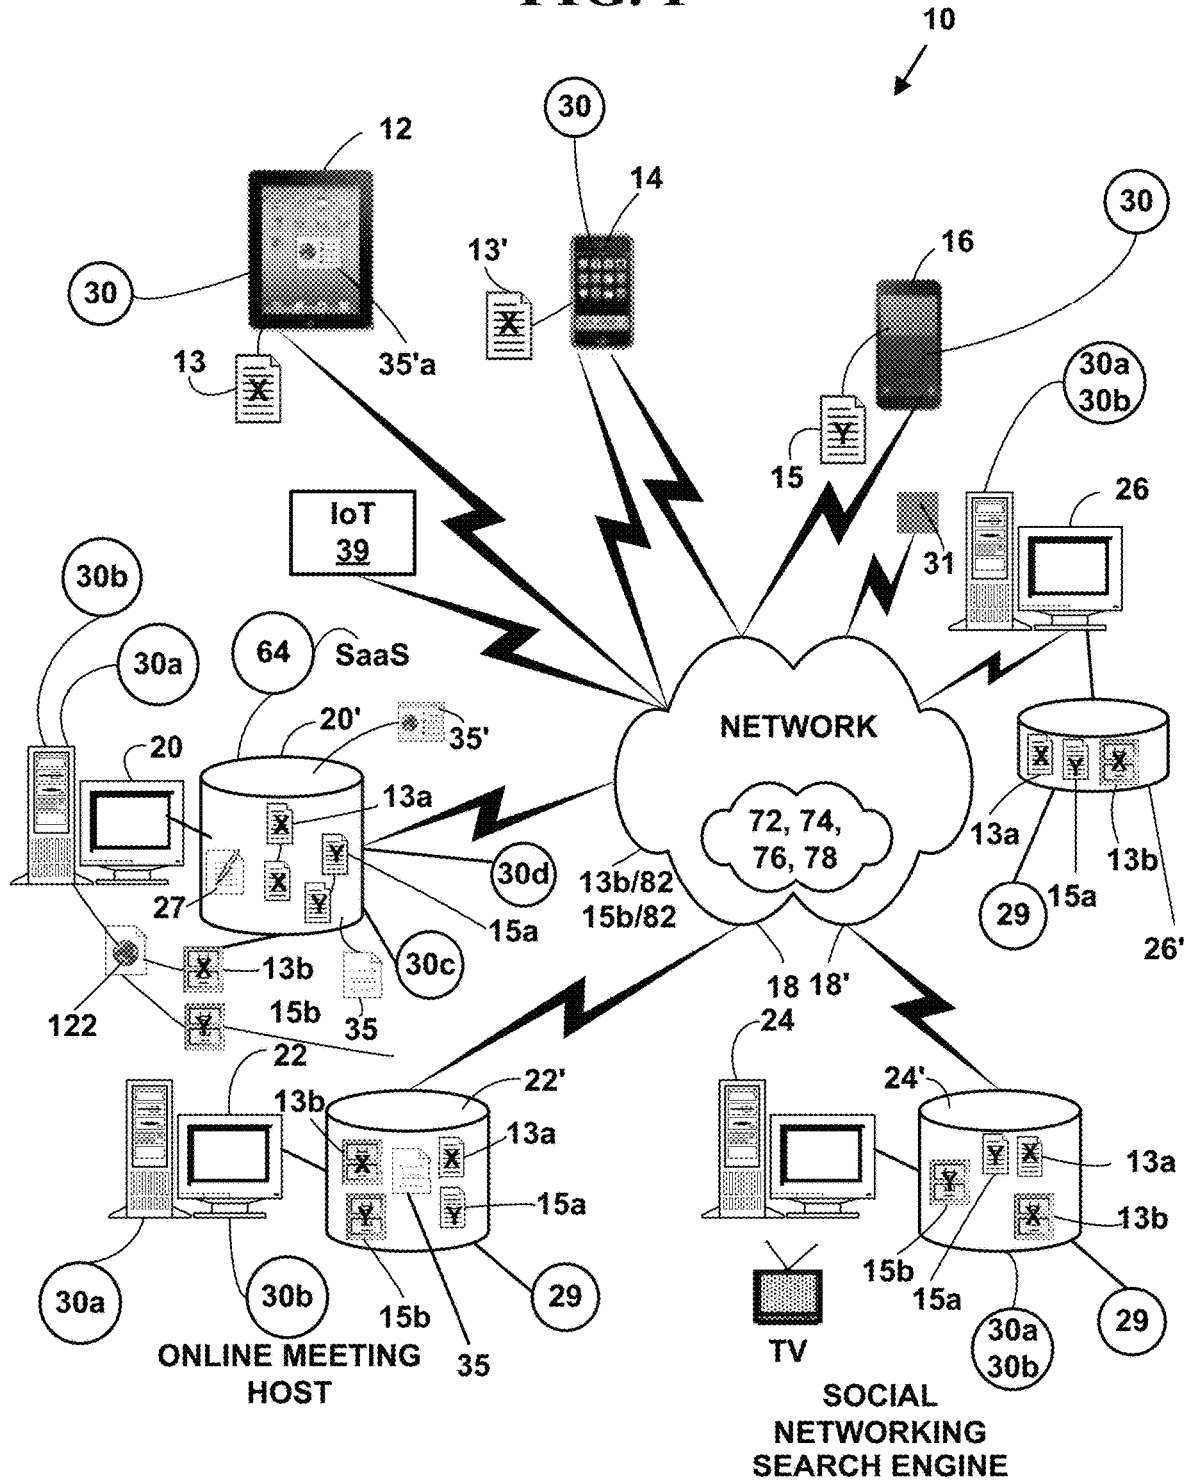 FIG. 1
10
30
12
14
30
13'
16
30
X
35'a
13
X
30a
30b
15
Y
IoT
39
26
31
30b
64
SaaS
30a
20'
35'
20
NETWORK
13a
X
Y
X
X
Y
72, 74,
76, 78
13a
13b
X
Y
30d
13b/82
15b/82
15a
27
29
15a
26'
30c
X
13b
18
18'
122
15b
35
24
Y
22
22'
24'
13b
13a
X
X
Y
X
13a
Y
15a
Y
Y
X
13b
15b
15a
30a
30b
29
15b
30a
30b
29
TV
35
ONLINE MEETING
HOST
SOCIAL
NETWORKING
SEARCH ENGINE